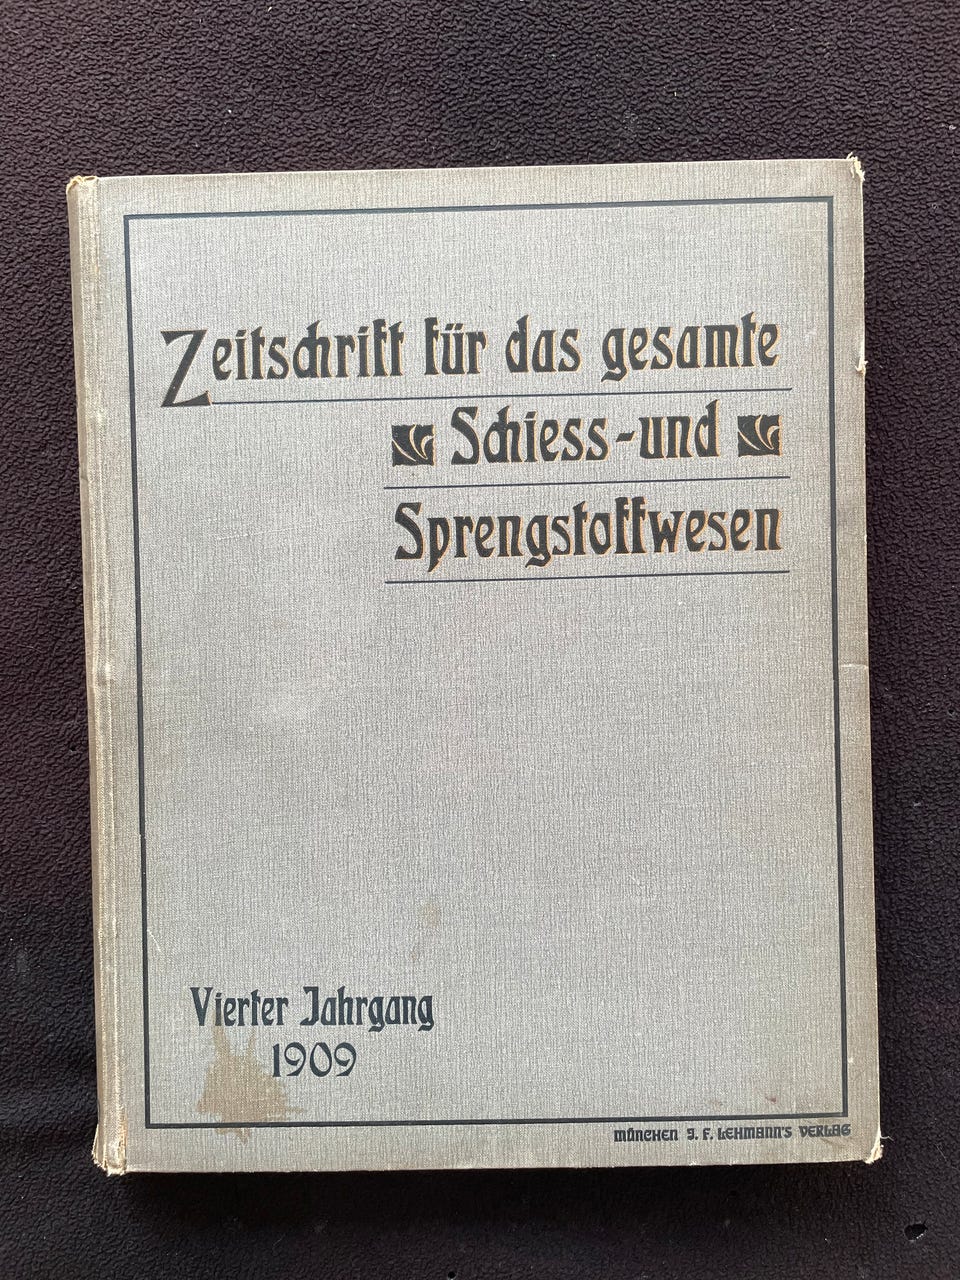 Zeitschrift für das gesamte
Schiess-und
Sprengstoffwesen
Vierter Jahrgang
1909
MÜNCHEN J. F. LEHMANN'S VERLAG